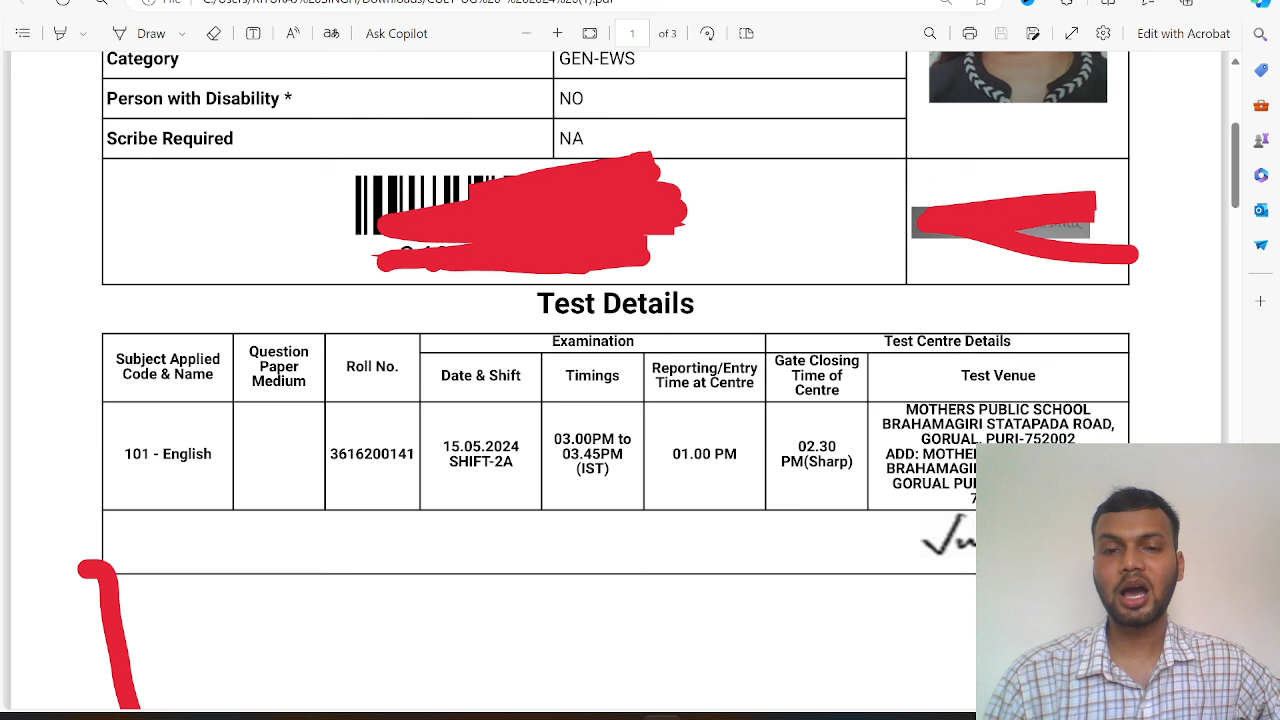 Draw
Ask Copilot
1 of 3
Edit with Acrobat
Category GEN-EWS
Person with Disability * NO
Scribe Required NA
Test Details
Subject Applied Code & Name
Question Paper Medium
Roll No.
Examination
Date & Shift
Timings
Reporting/Entry Time at Centre
Test Centre Details
Gate Closing Time of Centre
Test Venue
101 - English
3616200141
15.05.2024
SHIFT-2A
03.00PM to
03.45PM
(IST)
01.00 PM
02.30
PM(Sharp)
MOTHERS PUBLIC SCHOOL
BRAHAMAGIRI STATAPADA ROAD,
GORUAL, PURI-752002
ADD:
GORUAL